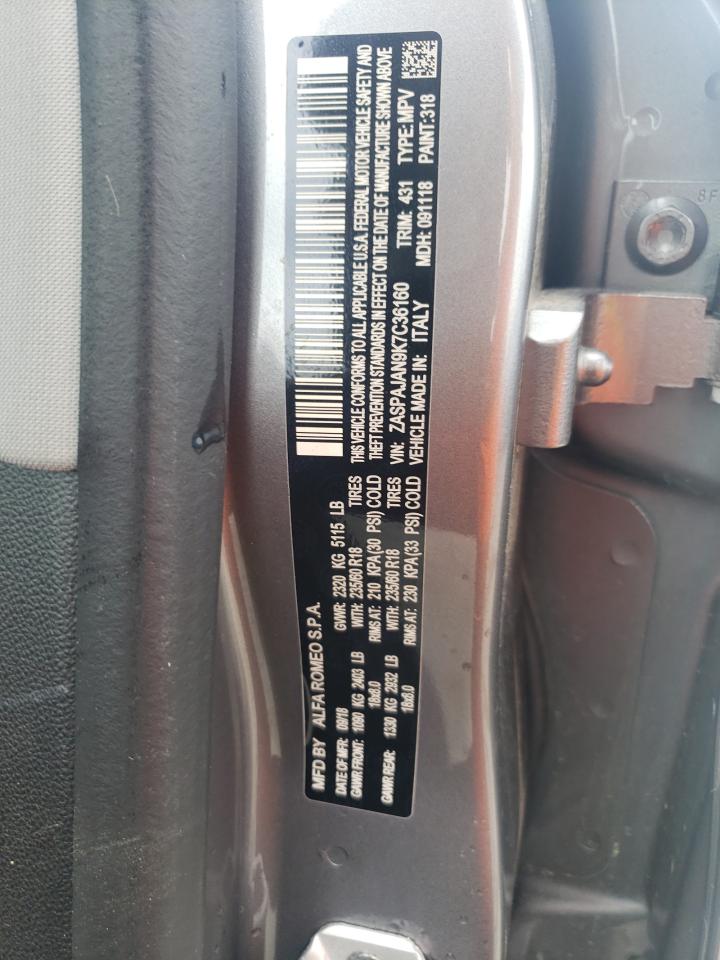 MFD BY ALFA ROMEO S.P.A.
DATE OF MFR: 09/18 GVWR: 2320 KG 5115 LB
GAWR FRONT: 1090 KG 2403 LB WITH: 235/60 R18 TIRES
18x8.0 RIMS AT: 210 KPA(30 PSI) COLD
GAWR REAR: 1330 KG 2932 LB WITH: 235/60 R18 TIRES
18x8.0 RIMS AT: 230 KPA(33 PSI) COLD
THIS VEHICLE CONFORMS TO ALL APPLICABLE U.S.A. FEDERAL MOTOR VEHICLE SAFETY AND
THEFT PREVENTION STANDARDS IN EFFECT ON THE DATE OF MANUFACTURE SHOWN ABOVE
VIN: ZASPAJAN9K7C36160 TRIM: 431 TYPE: MPV
VEHICLE MADE IN: ITALY MDH: 091118 PAINT: 318
8F